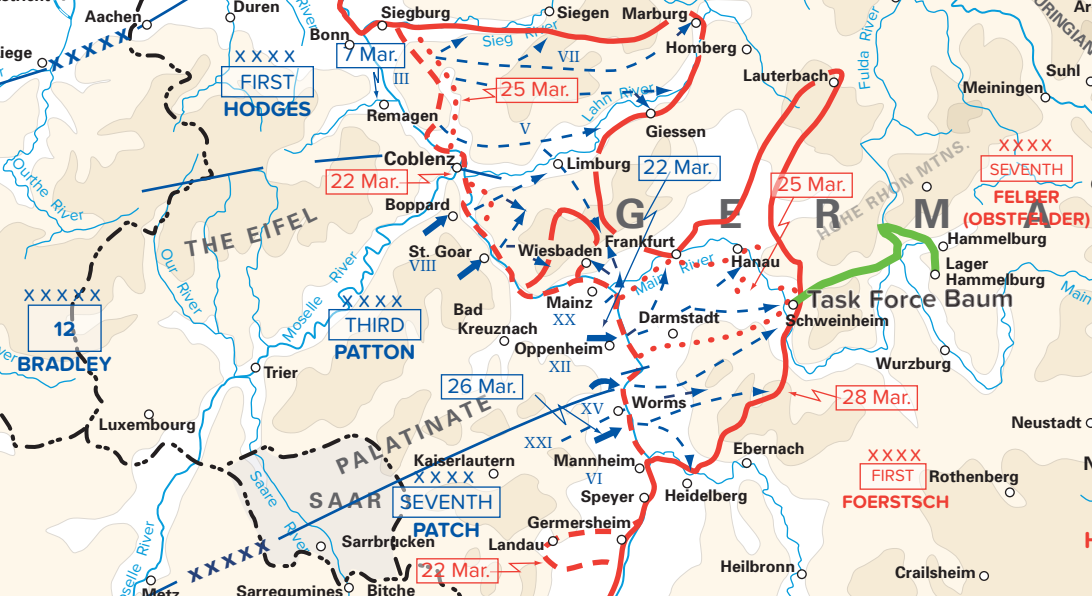 Aachen
Duren
River
Siegburg
Siegen
Marburg
Bonn
Sieg River
Homberg
Fulda River
Suhl
XXXXX
XXXX
FIRST
HODGES
7 Mar.
III
VII
Lauterbach
Meiningen
25 Mar.
Lahn River
Remagen
V
Giessen
HOHE RHON MTNS.
XXXX
SEVENTH
FELBER
(OBSTFELDER)
Ourthe River
Coblenz
22 Mar.
Limburg
22 Mar.
25 Mar.
THE EIFEL
Boppard
G E R M A
Our River
Moselle River
St. Goar
VIII
Wiesbaden
Frankfurt
Main River
Hanau
Hammelburg
Lager
Hammelburg
Main
XXXXX
12
BRADLEY
XXXX
THIRD
PATTON
Bad
Kreuznach
Mainz
XX
Darmstadt
Task Force Baum
Schweinheim
Oppenheim
XII
Wurzburg
Trier
26 Mar.
XV
Worms
28 Mar.
Luxembourg
PALATINATE
XXI
Neustadt
Kaiserlautern
Mannheim
VI
Ebernach
XXXX
FIRST
FOERSTSCH
Rothenberg
SAAR
Saare River
XXXX
SEVENTH
PATCH
Speyer
Heidelberg
Germersheim
Landau
Sarrbrucken
XXXXX
22 Mar.
Heilbronn
Crailsheim
Metz
Sarregumines
Bitche